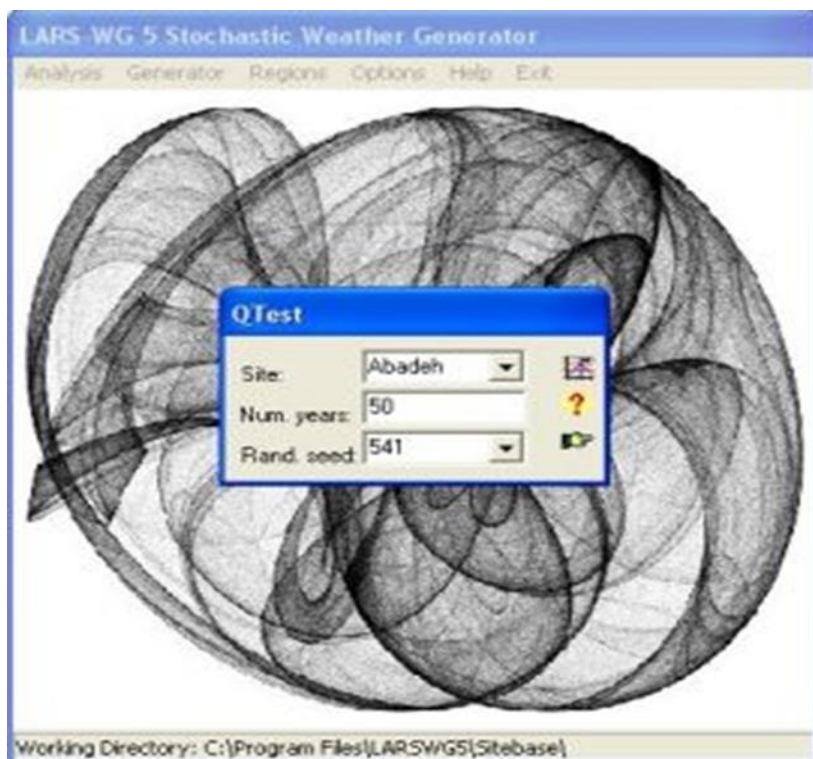 LARS-WG 5 Stochastic Weather Generator
Analysis Generator Regions Options Help Exit
QTest
Site: Abadeh
Num. years: 50
Rand. seed: 541
Working Directory: C:\Program Files\LARSWG5\Sitebase\